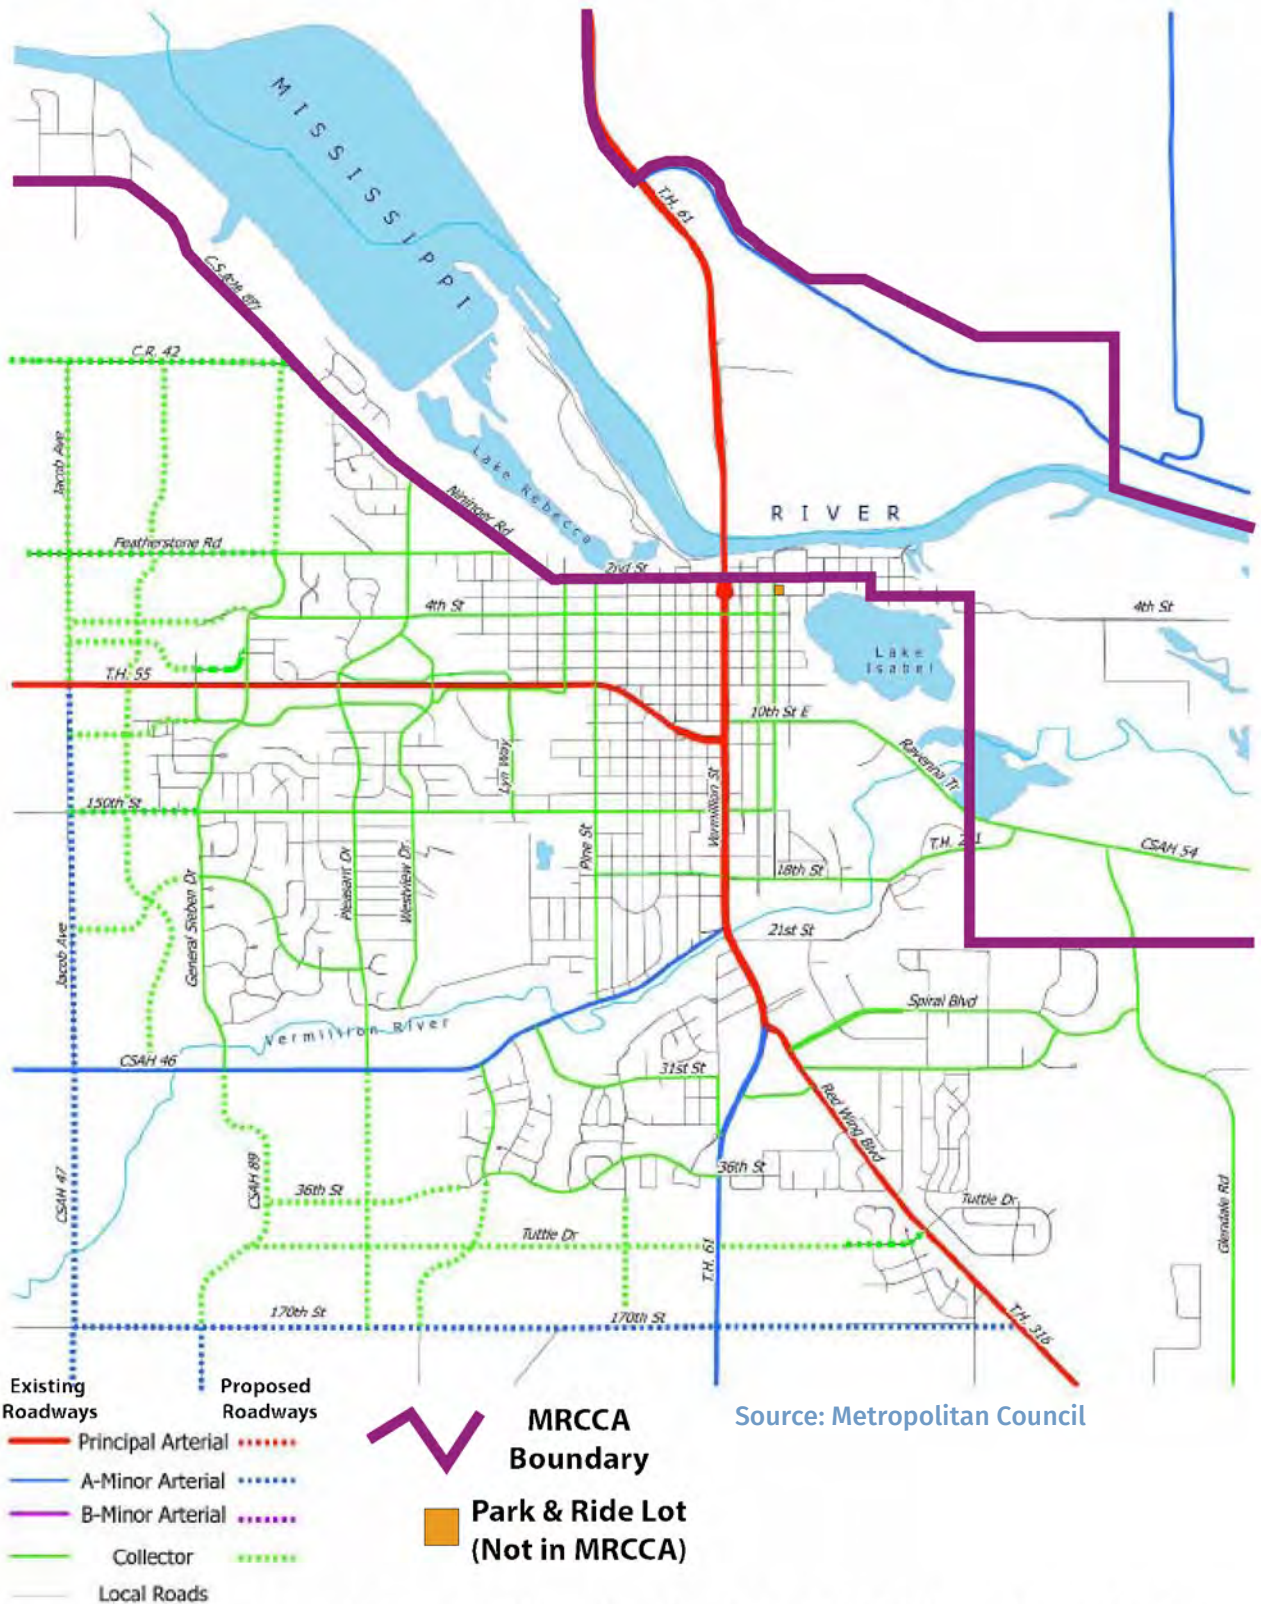 MISSISSIPPI
T.H. 61
C.R. 42
Jacob Ave
Lake Rebecca
Nininger Rd
RIVER
Featherstone Rd
2nd St
4th St
4th St
Lake
Isabel
T.H. 55
10th St E
Ravenna Tr
Lyn Way
Vermillion St
150th St
Pine St
T.H. 291
CSAH 54
18th St
General Sieben Dr
Pleasant Dr
Westview Dr.
21st St
Jacob Ave
Spiral Blvd
Vermillion River
CSAH 46
31st St
Red Wing Blvd
CSAH 47
CSAH 89
36th St
36th St
Tuttle Dr
Tuttle Dr
Glendale Rd
T.H. 61
170th St
170th St
T.H. 316
Existing
Roadways
Proposed
Roadways
Principal Arterial
A-Minor Arterial
B-Minor Arterial
Collector
Local Roads
MRCCA
Boundary
Park & Ride Lot
(Not in MRCCA)
Source: Metropolitan Council